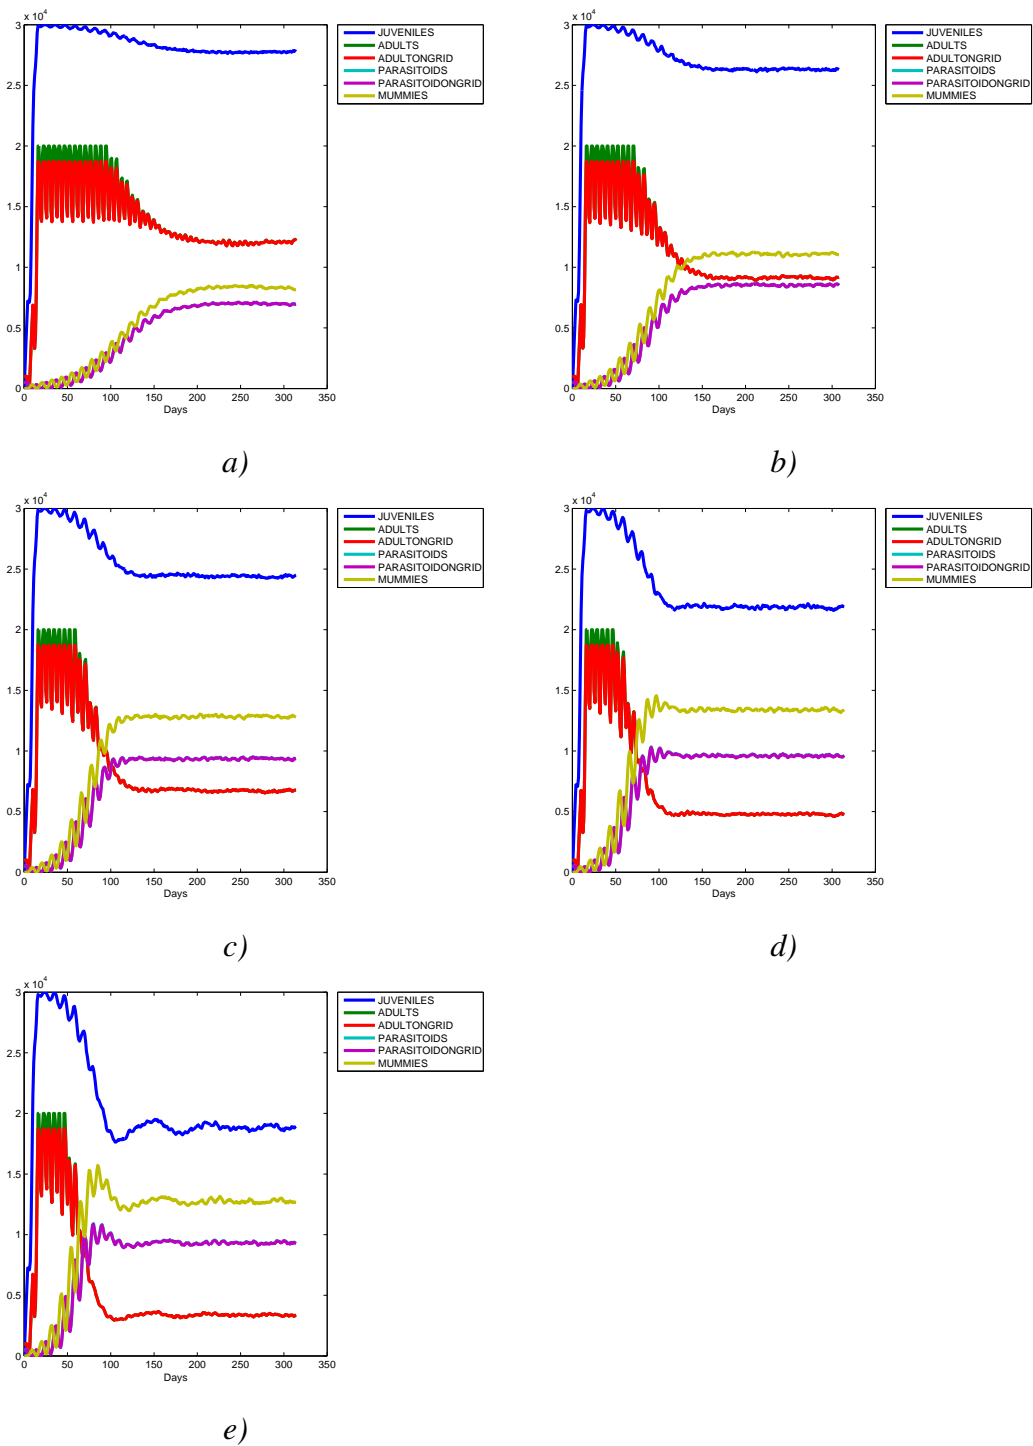 x 10^4
3
2.5
2
1.5
1
0.5
0
0 50 100 150 200 250 300 350
Days
JUVENILES
ADULTS
ADULTONGRID
PARASITOIDS
PARASITOIDONGRID
MUMMIES
a)
x 10^4
3
2.5
2
1.5
1
0.5
0
0 50 100 150 200 250 300 350
Days
JUVENILES
ADULTS
ADULTONGRID
PARASITOIDS
PARASITOIDONGRID
MUMMIES
b)
x 10^4
3
2.5
2
1.5
1
0.5
0
0 50 100 150 200 250 300 350
Days
JUVENILES
ADULTS
ADULTONGRID
PARASITOIDS
PARASITOIDONGRID
MUMMIES
c)
x 10^4
3
2.5
2
1.5
1
0.5
0
0 50 100 150 200 250 300 350
Days
JUVENILES
ADULTS
ADULTONGRID
PARASITOIDS
PARASITOIDONGRID
MUMMIES
d)
x 10^4
3
2.5
2
1.5
1
0.5
0
0 50 100 150 200 250 300 350
Days
JUVENILES
ADULTS
ADULTONGRID
PARASITOIDS
PARASITOIDONGRID
MUMMIES
e)